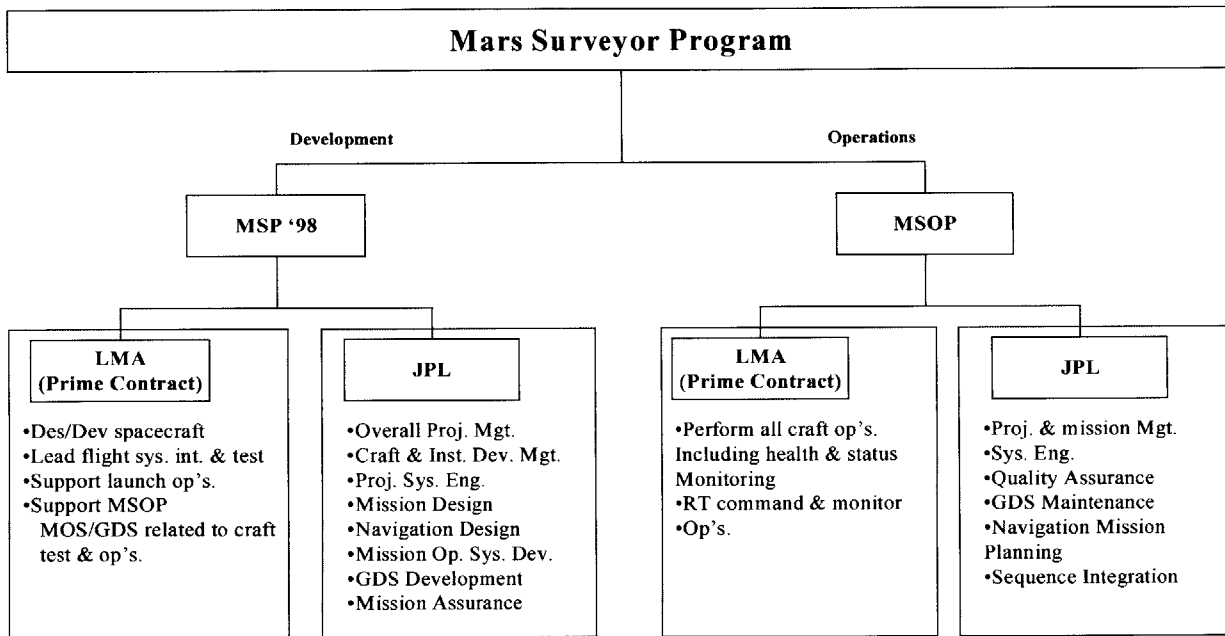 Mars Surveyor Program
Development
Operations
MSP ‘98
MSOP
LMA
(Prime Contract)
•Des/Dev spacecraft
•Lead flight sys. int. & test
•Support launch op’s.
•Support MSOP
MOS/GDS related to craft
test & op’s.
JPL
•Overall Proj. Mgt.
•Craft & Inst. Dev. Mgt.
•Proj. Sys. Eng.
•Mission Design
•Navigation Design
•Mission Op. Sys. Dev.
•GDS Development
•Mission Assurance
LMA
(Prime Contract)
•Perform all craft op’s.
Including health & status
Monitoring
•RT command & monitor
•Op’s.
JPL
•Proj. & mission Mgt.
•Sys. Eng.
•Quality Assurance
•GDS Maintenance
•Navigation Mission
Planning
•Sequence Integration